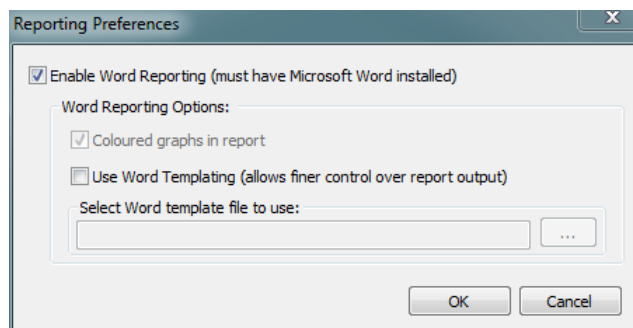 Reporting Preferences
Enable Word Reporting (must have Microsoft Word installed)
Word Reporting Options:
Coloured graphs in report
Use Word Templating (allows finer control over report output)
Select Word template file to use:
...
OK Cancel